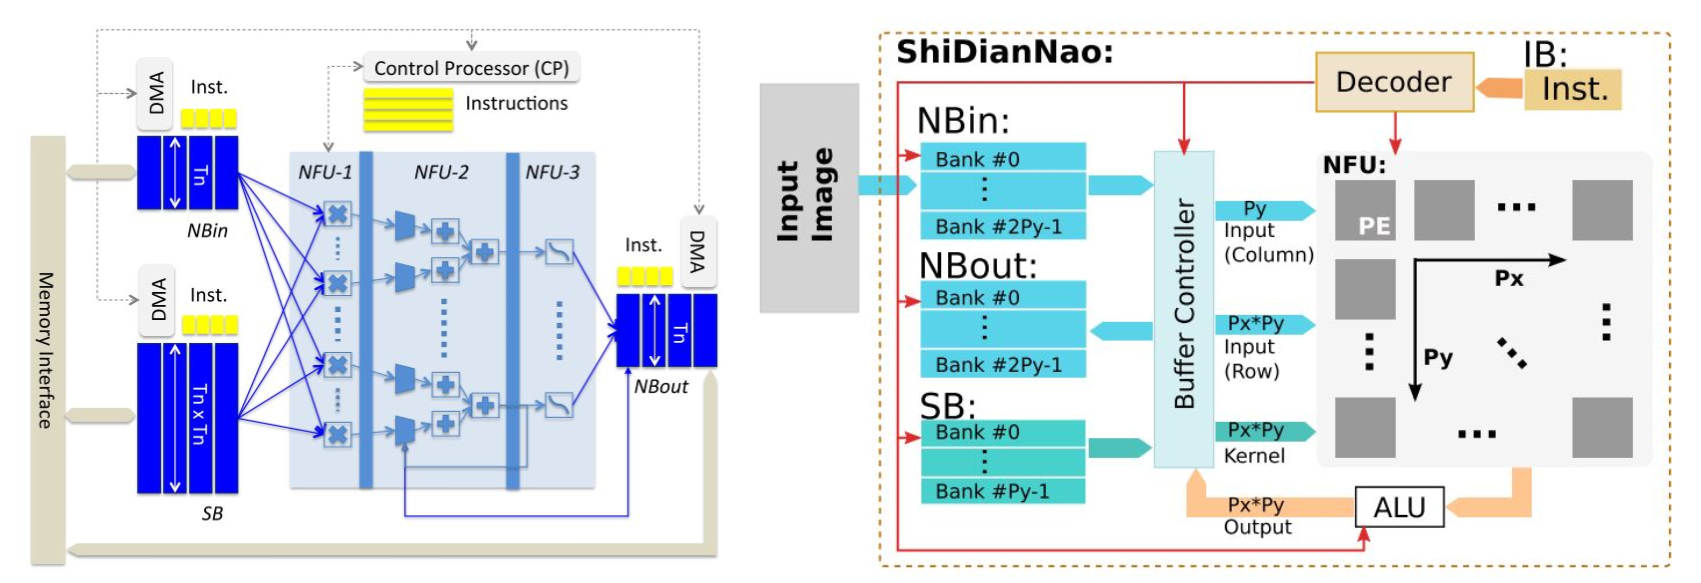 Control Processor (CP)
DMA
Inst.
Instructions
Tn
NBin
NFU-1
NFU-2
NFU-3
DMA
Inst.
Tn x Tn
SB
Memory Interface
Inst.
DMA
Tn
NBout
ShiDianNao:
IB:
Inst.
Decoder
Input
Image
NBin:
Bank #0
Bank #2Py-1
NBout:
Bank #0
Bank #2Py-1
SB:
Bank #0
Bank #Py-1
Buffer Controller
Py
Input
(Column)
Px*Py
Input
(Row)
Px*Py
Kernel
Px*Py
Output
NFU:
PE
Px
Py
ALU